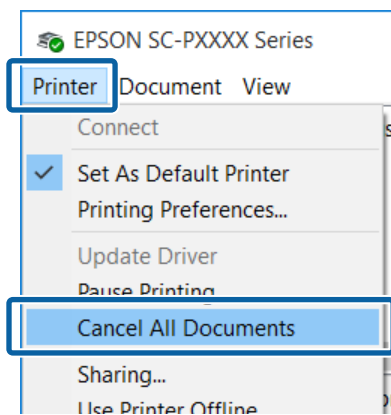 EPSON SC-PXXXX Series
Printer Document View
Connect
Set As Default Printer
Printing Preferences...
Update Driver
Pause Printing
Cancel All Documents
Sharing...
Use Printer Offline